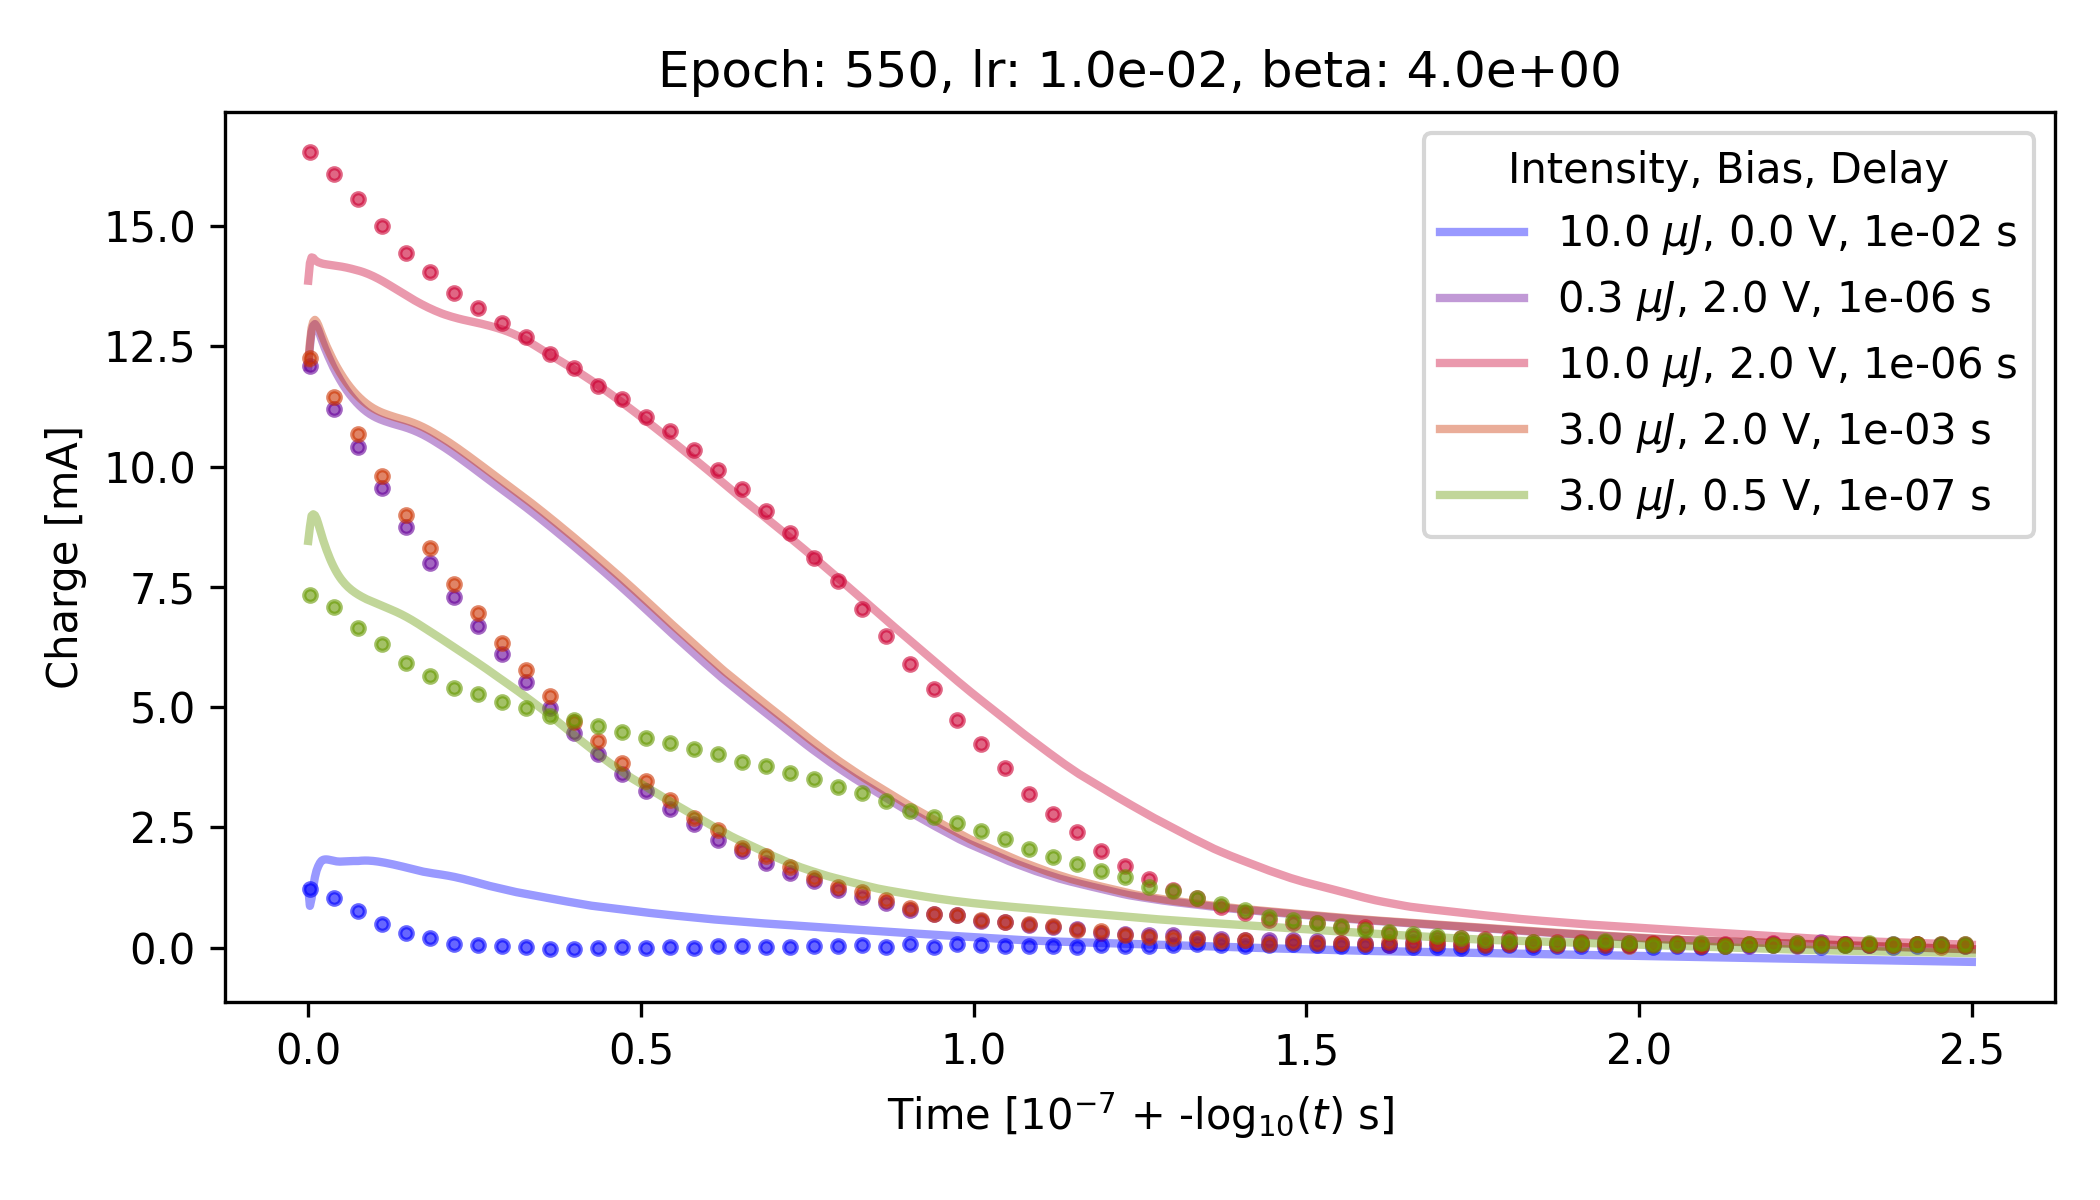 Epoch: 550, lr: 1.0e-02, beta: 4.0e+00
Charge [mA]
15.0
12.5
10.0
7.5
5.0
2.5
0.0
Intensity, Bias, Delay
10.0 μJ, 0.0 V, 1e-02 s
0.3 μJ, 2.0 V, 1e-06 s
10.0 μJ, 2.0 V, 1e-06 s
3.0 μJ, 2.0 V, 1e-03 s
3.0 μJ, 0.5 V, 1e-07 s
0.0 0.5 1.0 1.5 2.0 2.5
Time [10⁻⁷ + -log₁₀(t) s]